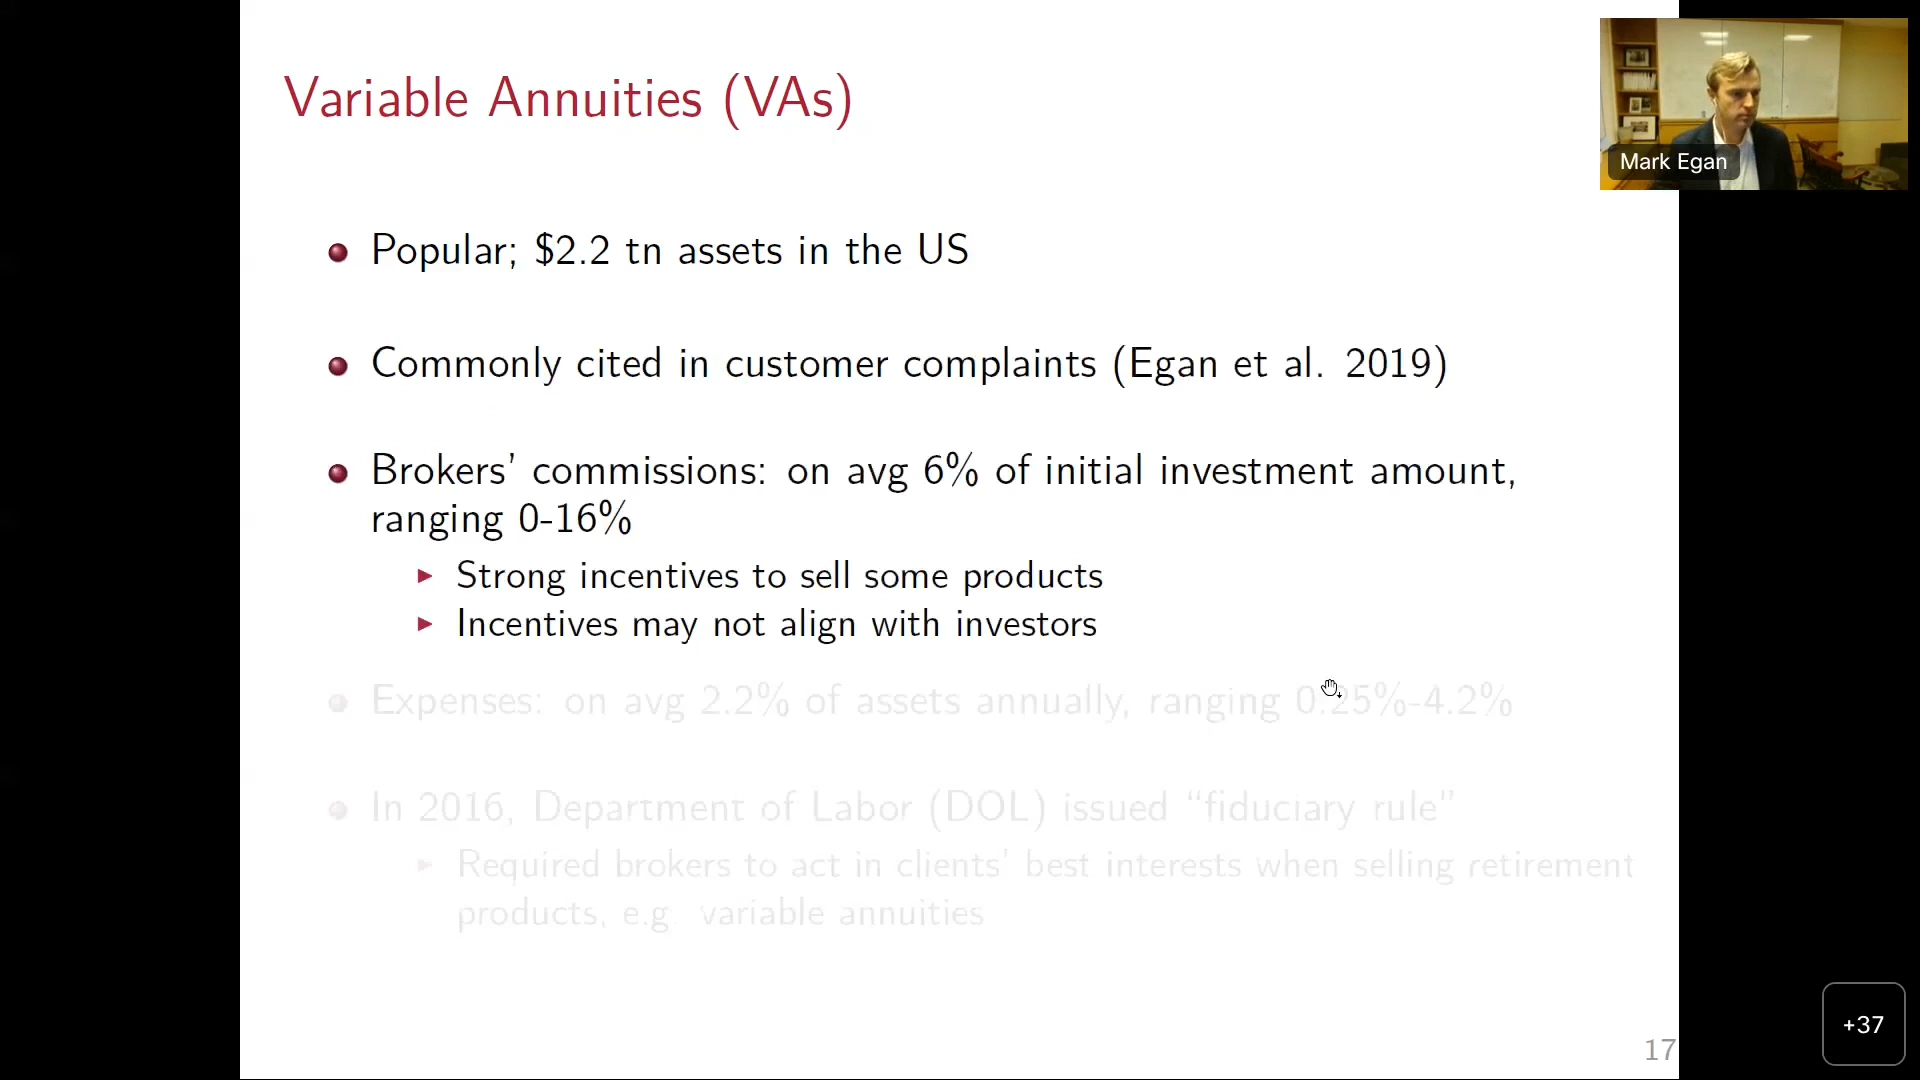 Variable Annuities (VAs)
Mark Egan
Popular; $2.2 tn assets in the US
Commonly cited in customer complaints (Egan et al. 2019)
Brokers' commissions: on avg 6% of initial investment amount,
ranging 0-16%
Strong incentives to sell some products
Incentives may not align with investors
Expenses: on avg 2.2% of assets annually, ranging 0.25%-4.2%
In 2016, Department of Labor (DOL) issued “fiduciary rule”
Required brokers to act in clients' best interests when selling retirement
products, e.g. variable annuities
+37
17